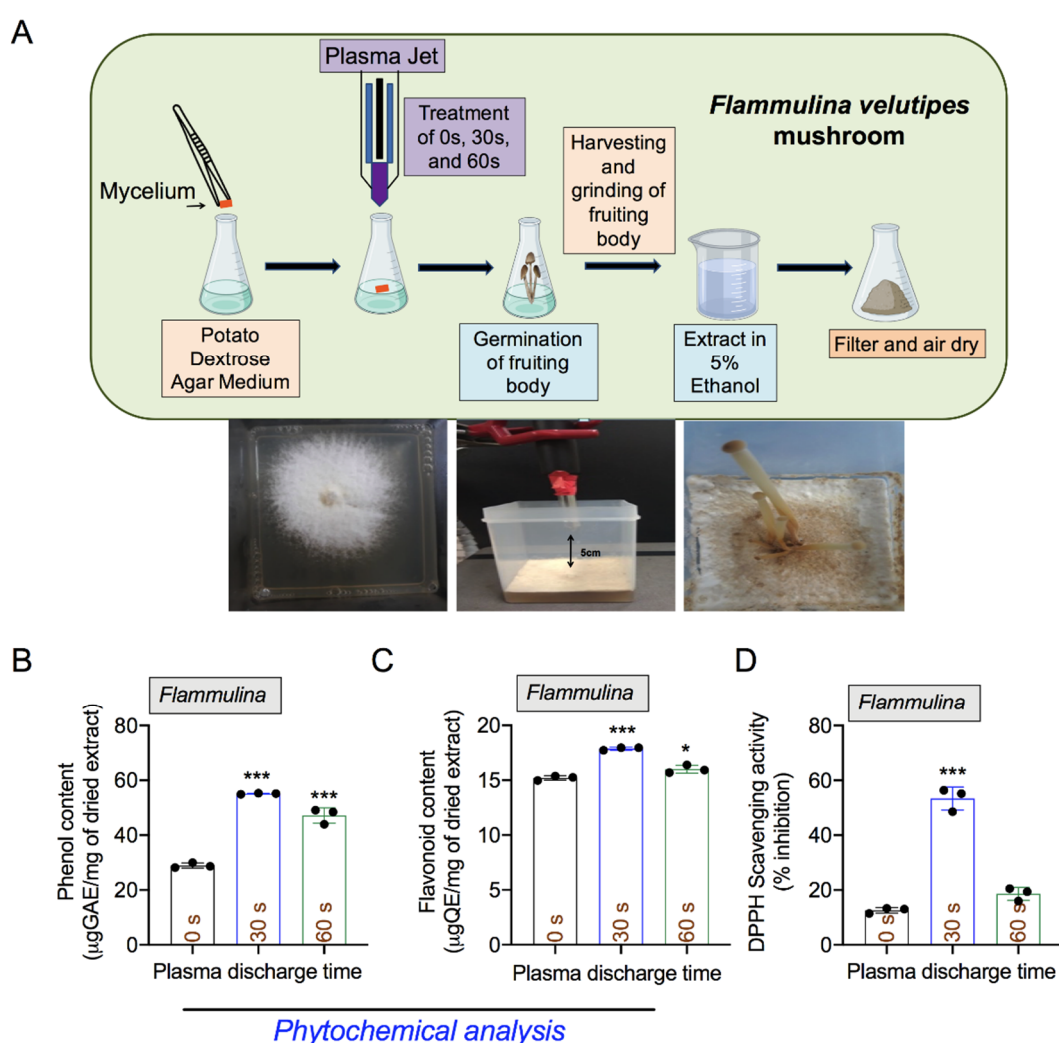 A
Plasma Jet
Treatment
of 0s, 30s,
and 60s
Flammulina velutipes
mushroom
Harvesting
and
grinding of
fruiting
body
Mycelium
Potato
Dextrose
Agar Medium
Germination
of fruiting
body
Extract in
5%
Ethanol
Filter and air dry
5cm
B
Flammulina
Phenol content
(μgGAE/mg of dried extract)
80
60
40
20
0
***
***
0 s
30 s
60 s
Plasma discharge time
C
Flammulina
Flavonoid content
(μgQE/mg of dried extract)
20
15
10
5
0
***
*
0 s
30 s
60 s
Plasma discharge time
D
Flammulina
DPPH Scavenging activity
(% inhibition)
80
60
40
20
0
***
0 s
30 s
60 s
Plasma discharge time
Phytochemical analysis